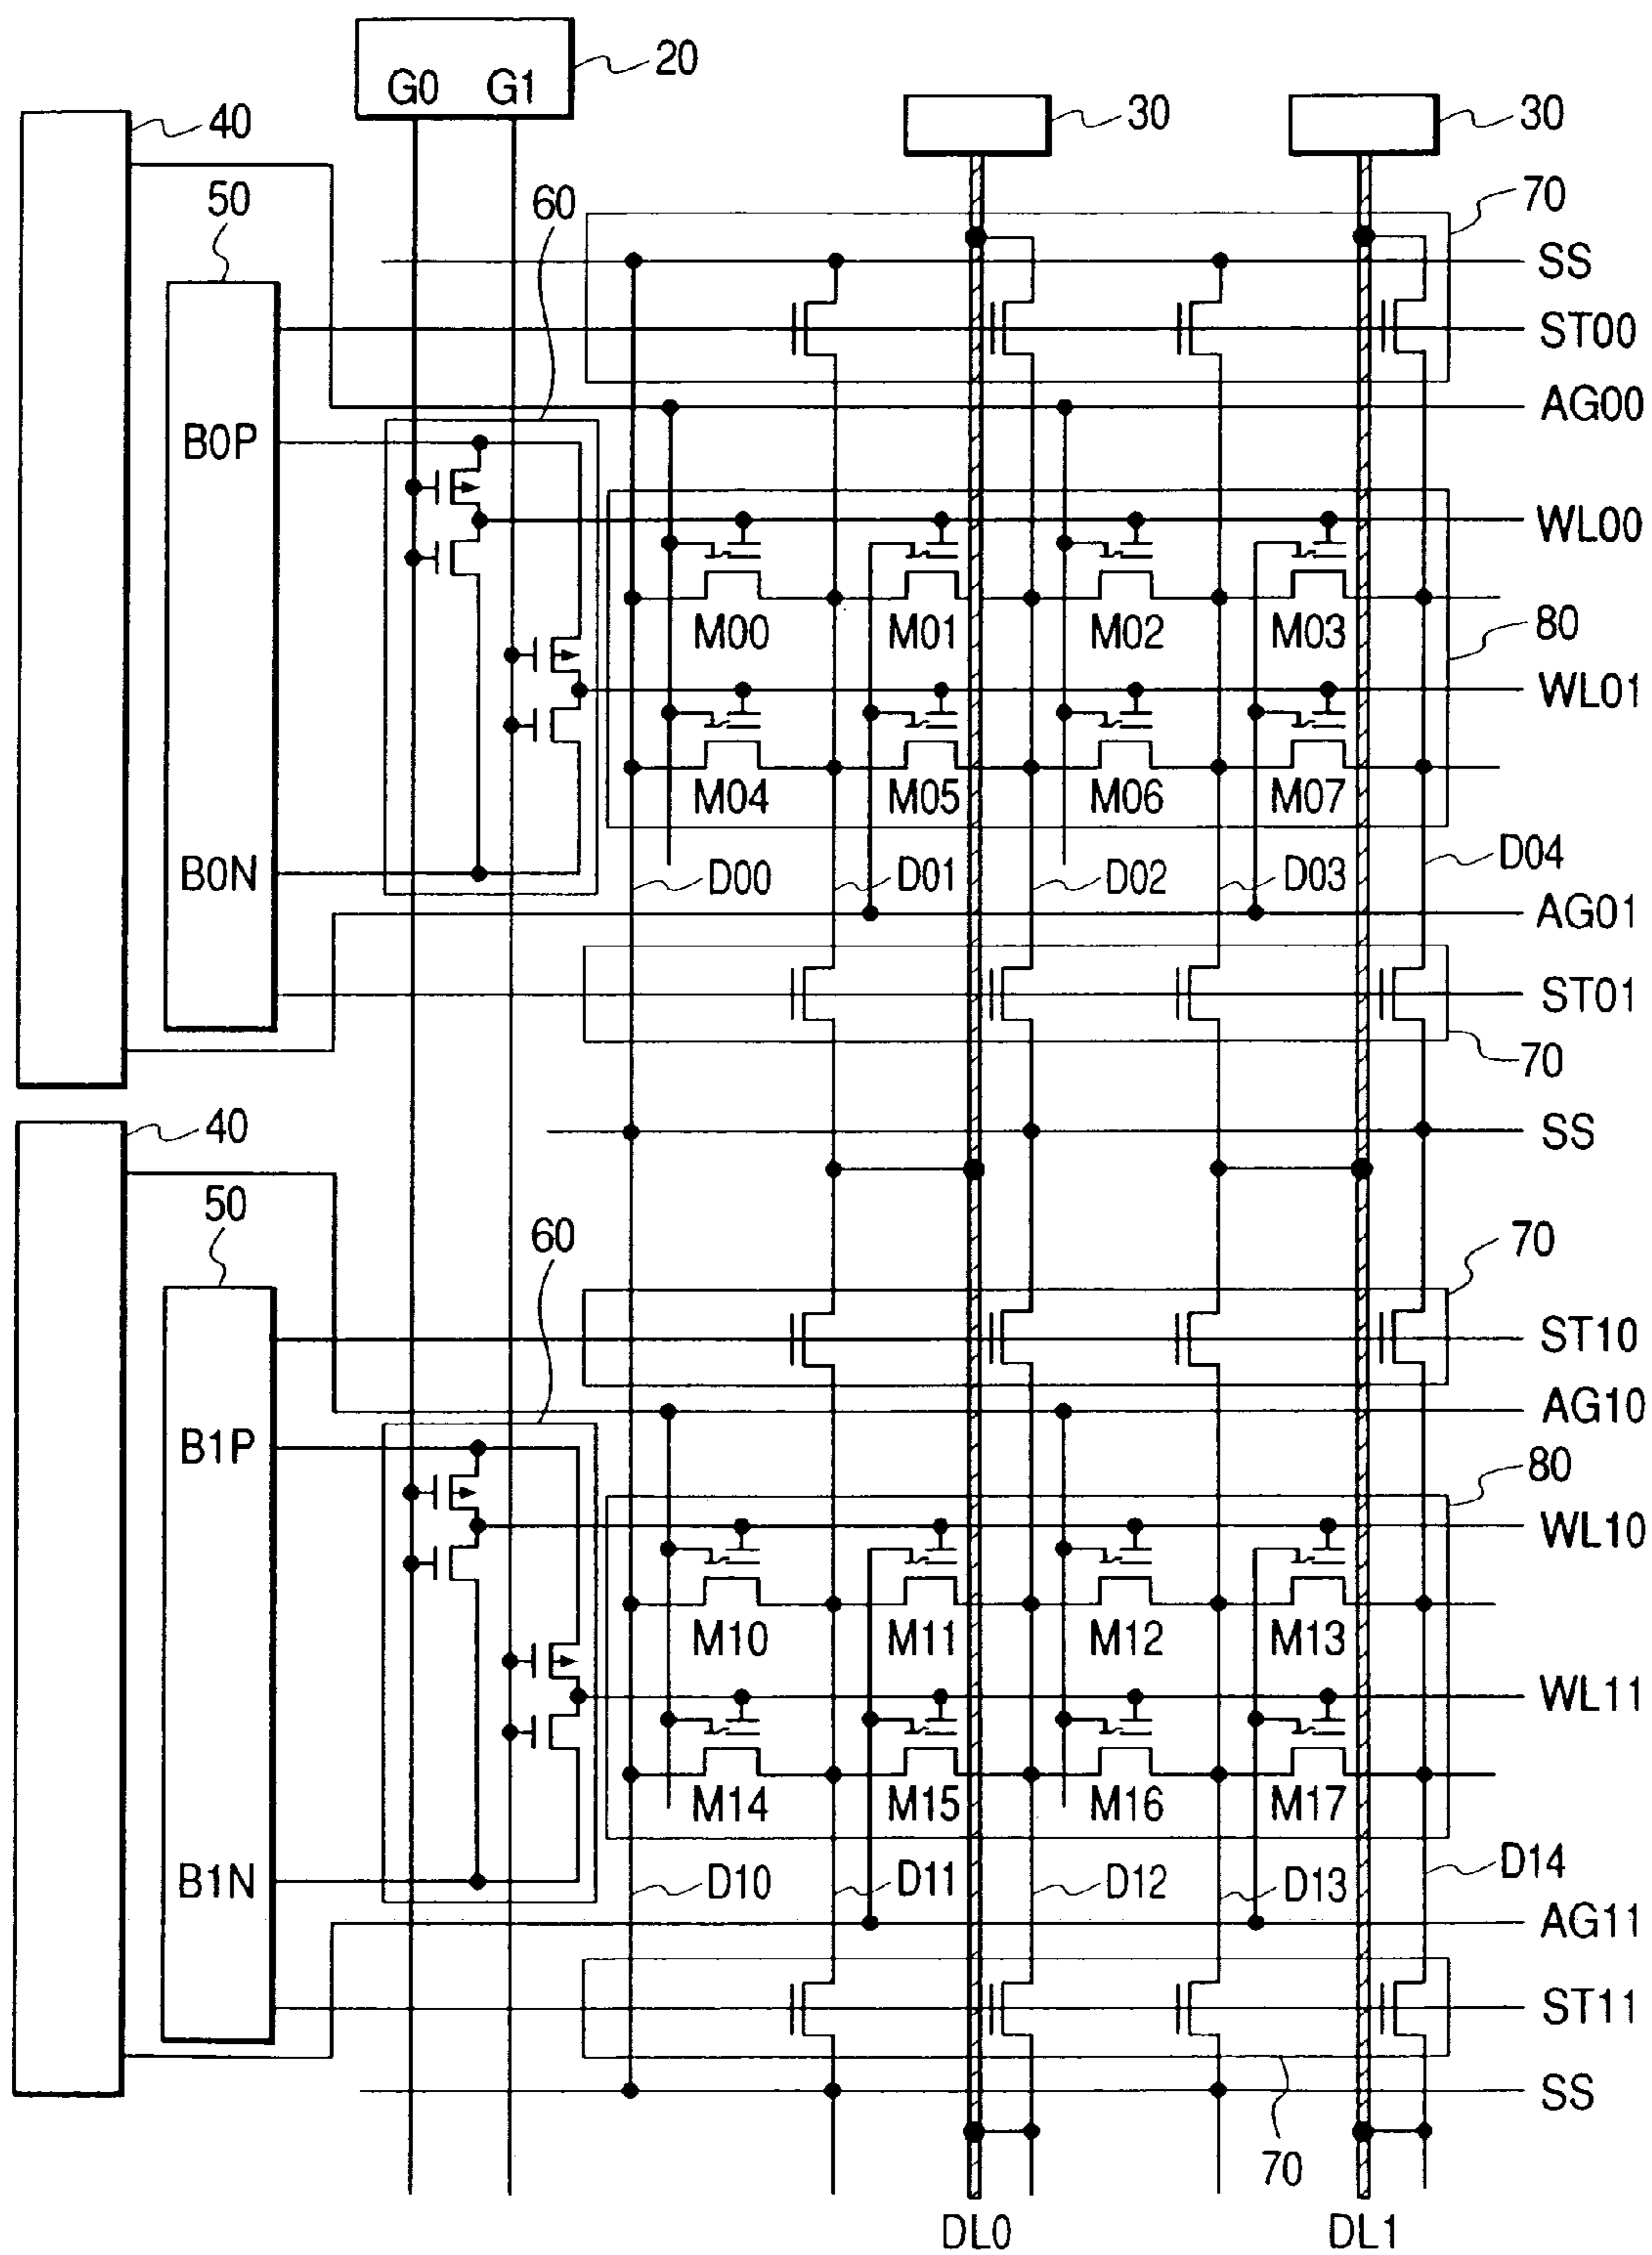 20
G0 G1
40
30
30
50
60
70
SS
ST00
AG00
B0P
WL00
M00 M01 M02 M03
80
WL01
M04 M05 M06 M07
B0N
D00 D01 D02 D03 D04
AG01
ST01
70
40
SS
50
60
70
ST10
AG10
B1P
80
WL10
M10 M11 M12 M13
WL11
M14 M15 M16 M17
B1N
D10 D11 D12 D13 D14
AG11
ST11
SS
70
DL0 DL1